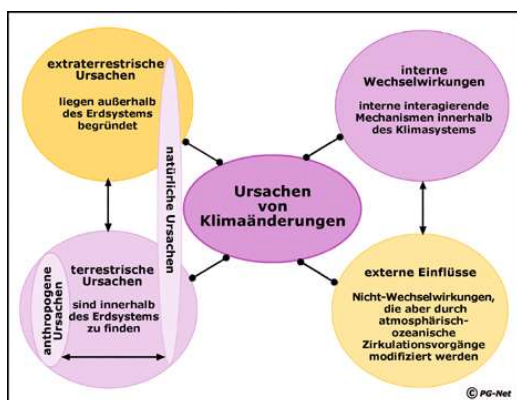 extraterrestrische
Ursachen
liegen außerhalb
des Erdsystems
begründet
natürliche Ursachen
interne
Wechselwirkungen
interne interagierende
Mechanismen innerhalb
des Klimasystems
Ursachen
von
Klimaänderungen
anthropogene
Ursachen
terrestrische
Ursachen
sind innerhalb
des Erdsystems
zu finden
externe Einflüsse
Nicht-Wechselwirkungen,
die aber durch
atmosphärisch-
ozeanische
Zirkulationsvorgänge
modifiziert werden
© PG-Net